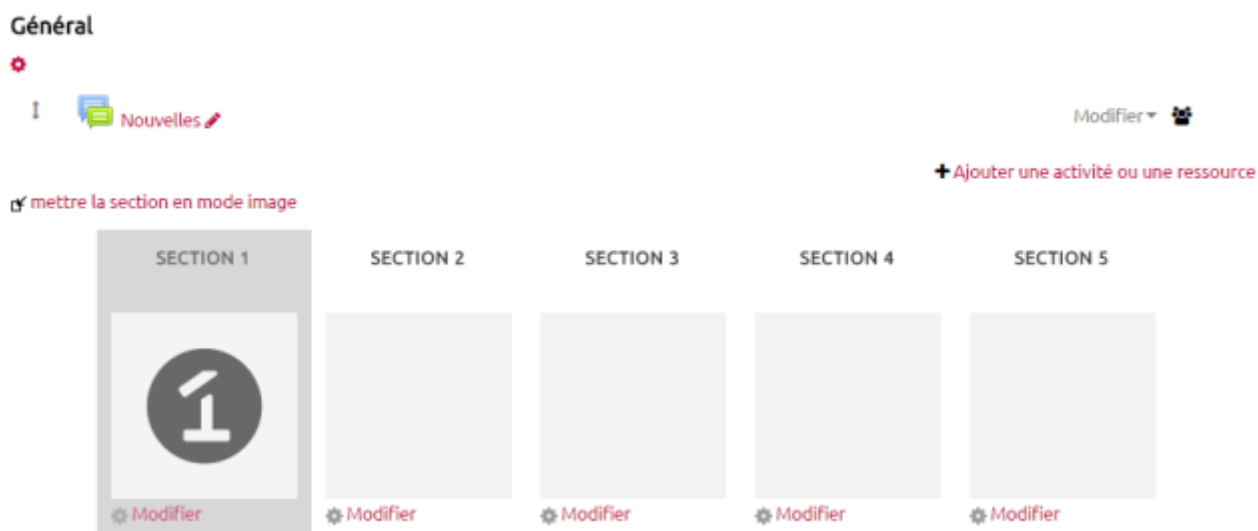 Général
Nouvelles
Modifier
Ajouter une activité ou une ressource
mettre la section en mode image
SECTION 1 SECTION 2 SECTION 3 SECTION 4 SECTION 5
1
Modifier Modifier Modifier Modifier Modifier